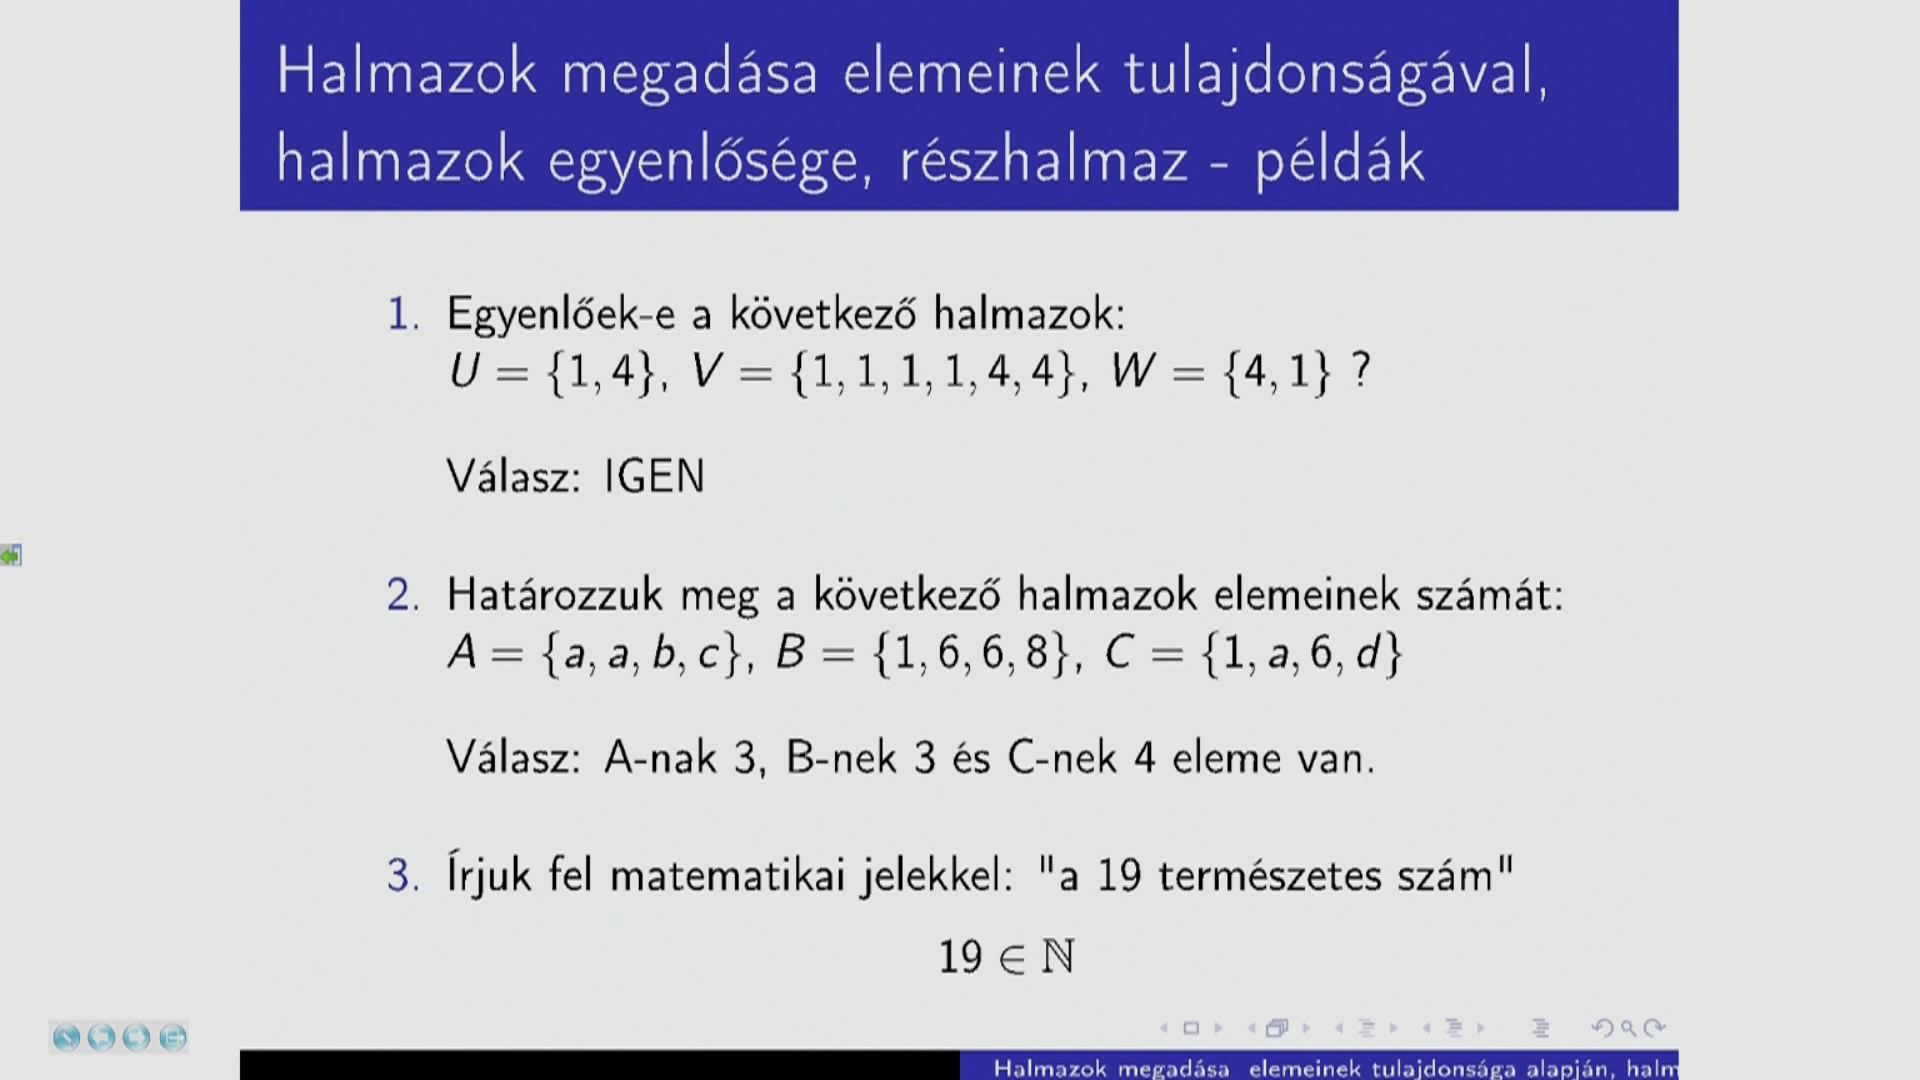 Halmazok megadása elemeinek tulajdonságával,
halmazok egyenlősége, részhalmaz - példák
1. Egyenlőek-e a következő halmazok:
U = {1, 4}, V = {1, 1, 1, 1, 4, 4}, W = {4, 1} ?
Válasz: IGEN
2. Határozzuk meg a következő halmazok elemeinek számát:
A = {a, a, b, c}, B = {1, 6, 6, 8}, C = {1, a, 6, d}
Válasz: A-nak 3, B-nek 3 és C-nek 4 eleme van.
3. Írjuk fel matematikai jelekkel: "a 19 természetes szám"
19 ∈ ℕ
Halmazok megadása elemeinek tulajdonsága alapján, halm